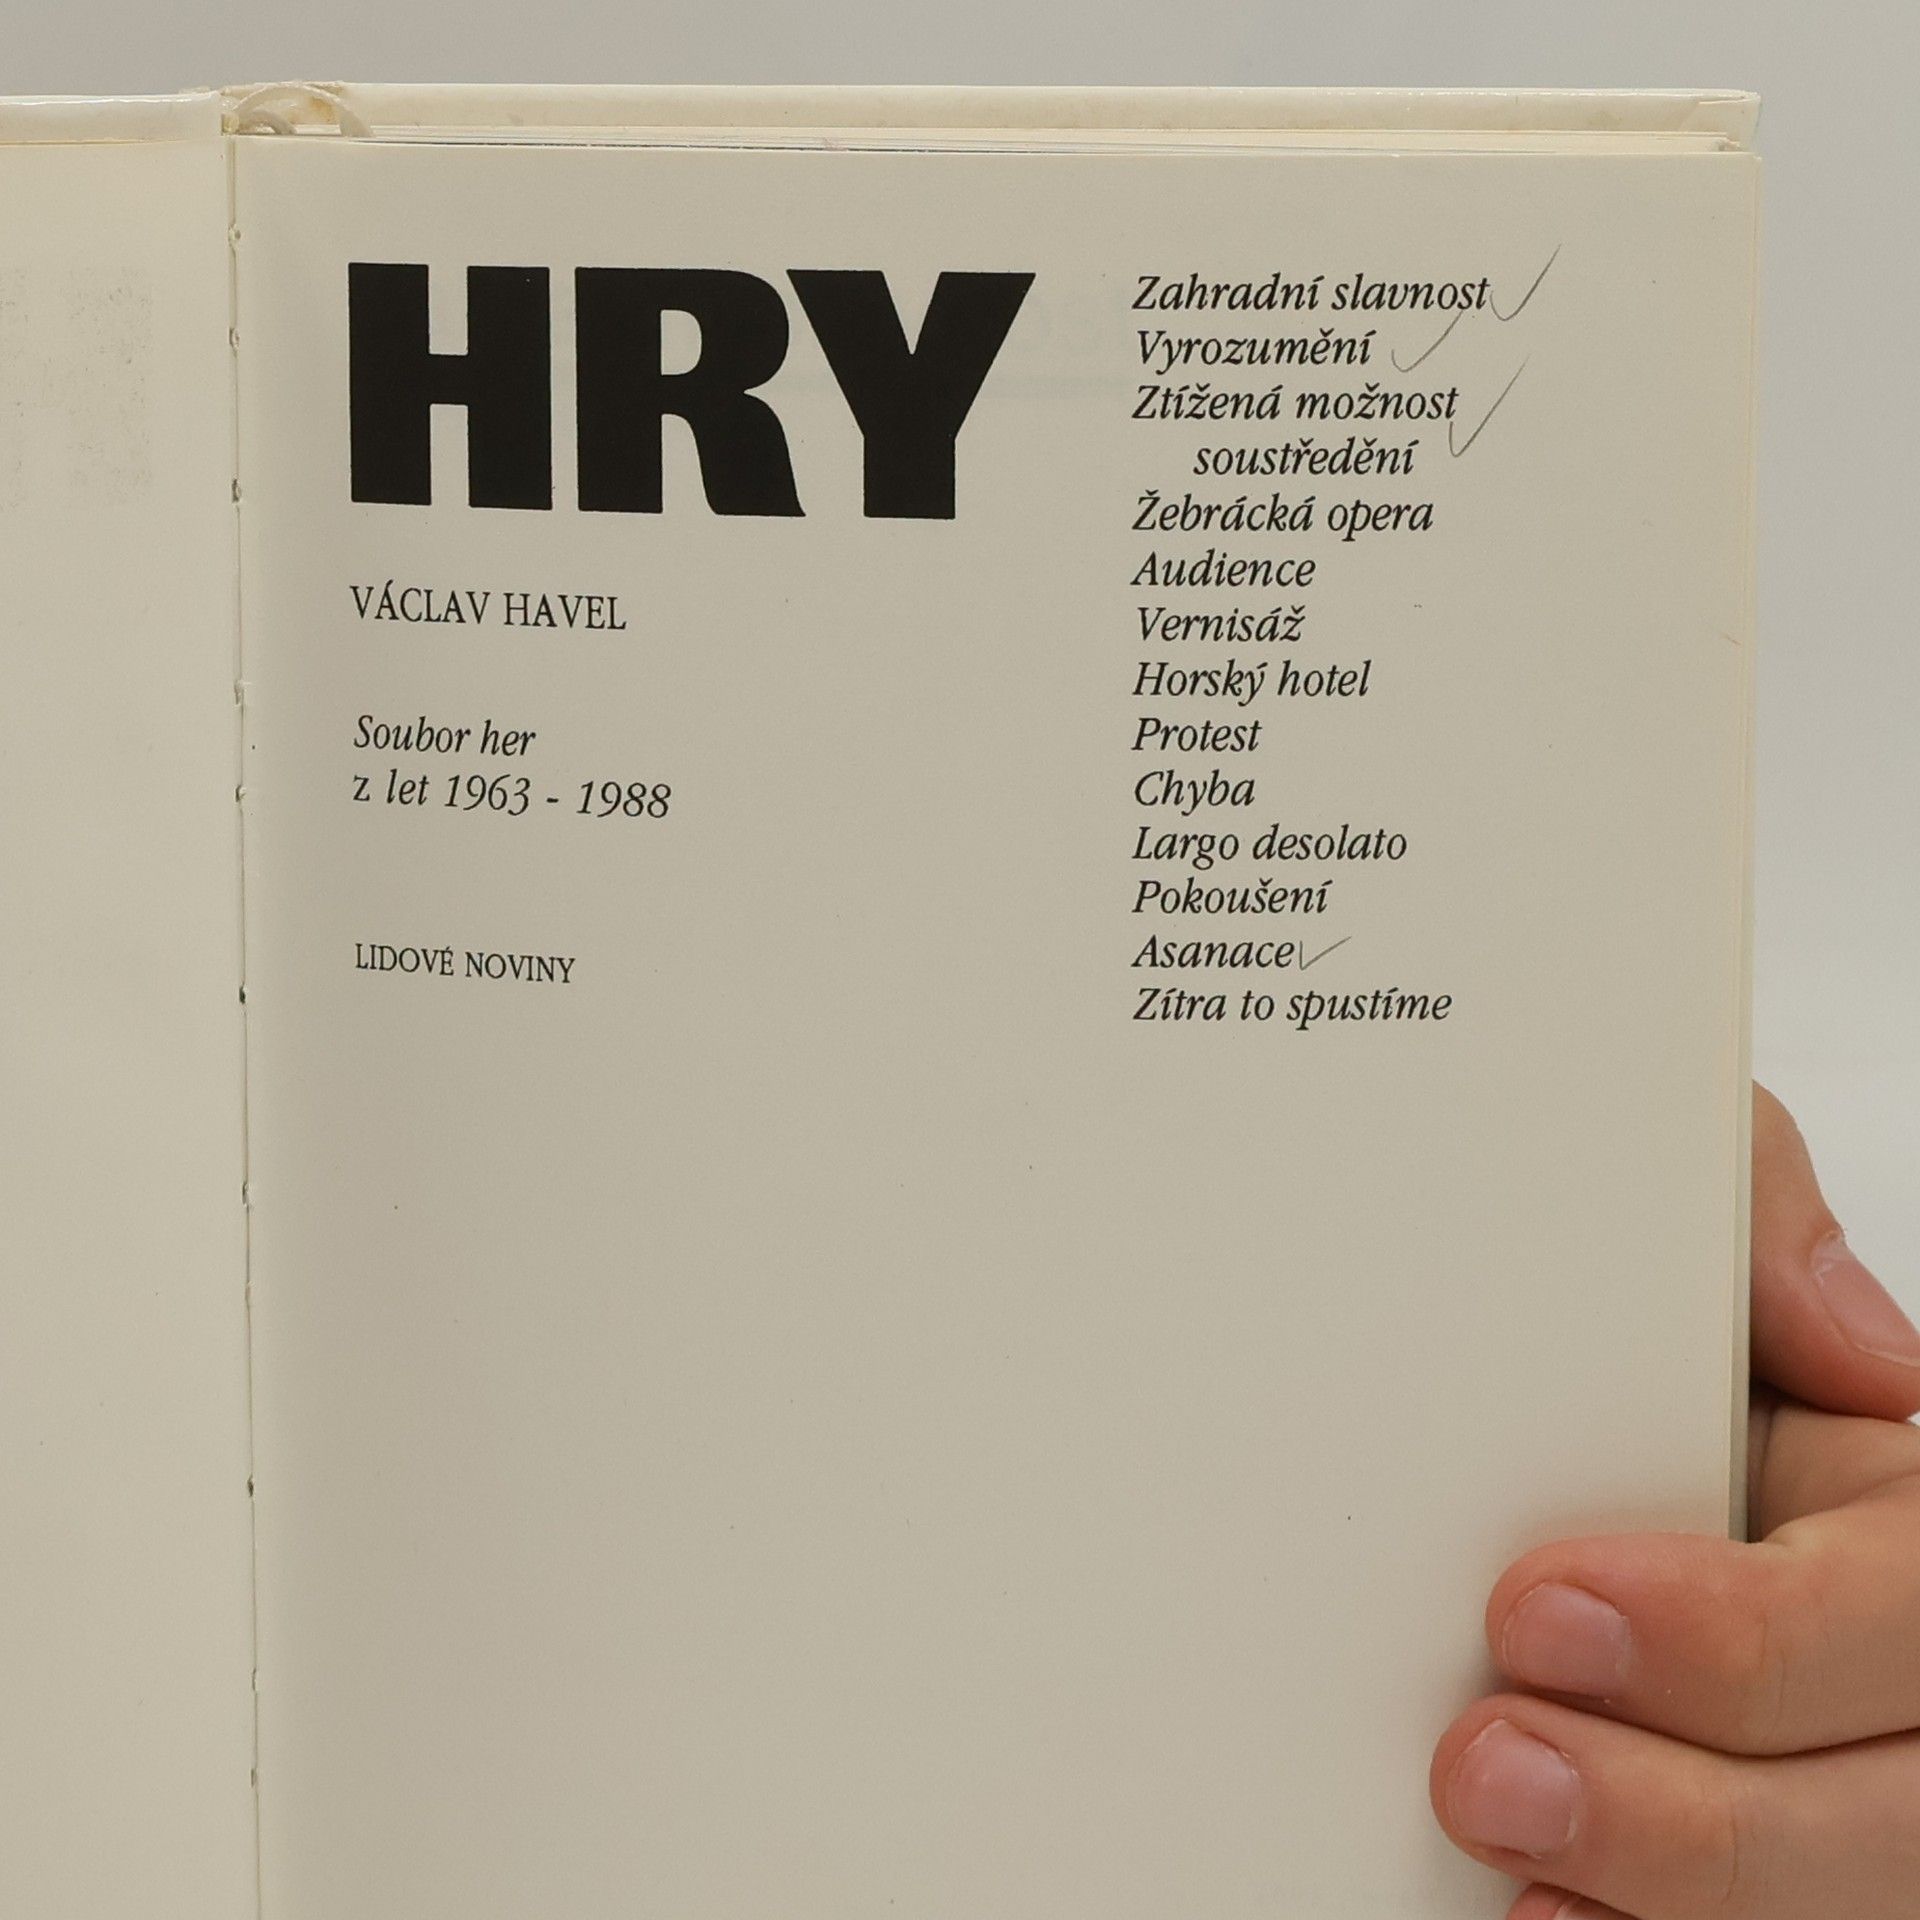 HRY
VÁCLAV HAVEL
Soubor her
z let 1963 - 1988
LIDOVÉ NOVINY
Zahradní slavnost
Vyrozumění
Ztížená možnost
soustředění
Žebrácká opera
Audience
Vernisáž
Horský hotel
Protest
Chyba
Largo desolato
Pokoušení
Asanace
Zítra to spustíme